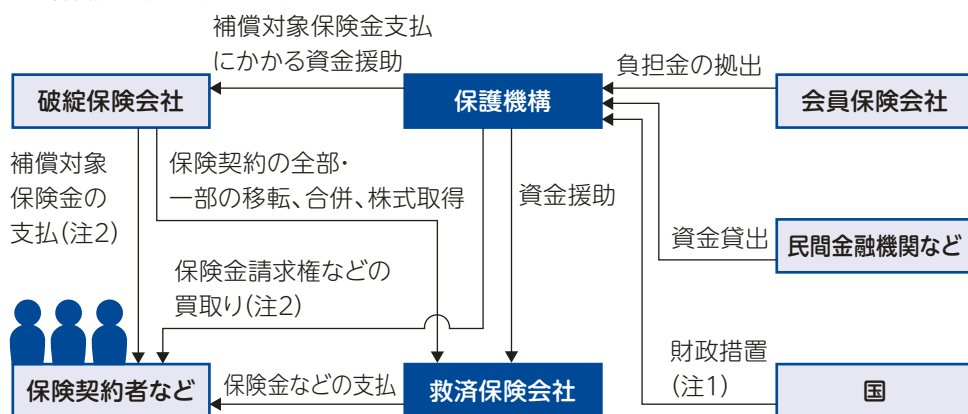 補償対象保険金支払
にかかる資金援助
負担金の拠出
破綻保険会社
保護機構
会員保険会社
補償対象
保険金の
支払(注2)
保険契約の全部・
一部の移転、合併、株式取得
資金援助
資金貸出
民間金融機関など
保険金請求権などの
買取り(注2)
財政措置
(注1)
保険契約者など
保険金などの支払
救済保険会社
国